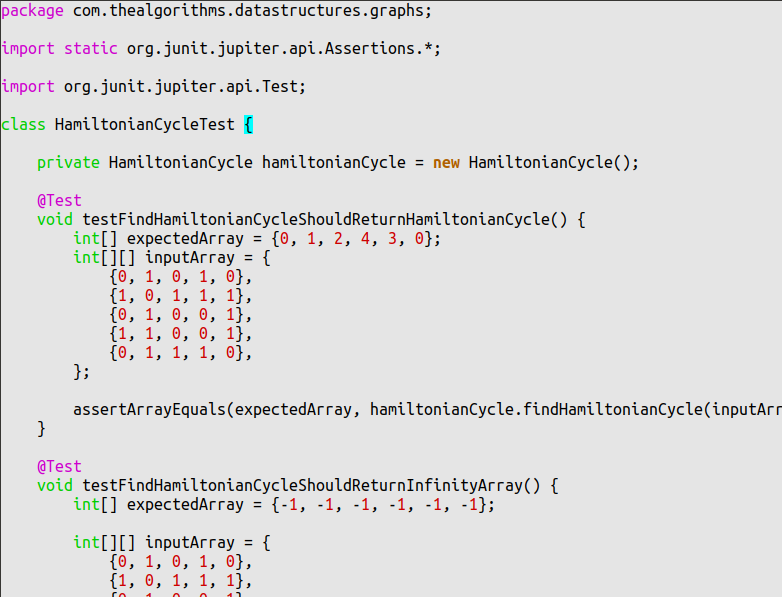 package com.thealgorithms.datastructures.graphs;
import static org.junit.jupiter.api.Assertions.*;
import org.junit.jupiter.api.Test;
class HamiltonianCycleTest {
private HamiltonianCycle hamiltonianCycle = new HamiltonianCycle();
@Test
void testFindHamiltonianCycleShouldReturnHamiltonianCycle() {
int[] expectedArray = {0, 1, 2, 4, 3, 0};
int[][] inputArray = {
{0, 1, 0, 1, 0},
{1, 0, 1, 1, 1},
{0, 1, 0, 0, 1},
{1, 1, 0, 0, 1},
{0, 1, 1, 1, 0},
};
assertArrayEquals(expectedArray, hamiltonianCycle.findHamiltonianCycle(inputArr
}
@Test
void testFindHamiltonianCycleShouldReturnInfinityArray() {
int[] expectedArray = {-1, -1, -1, -1, -1, -1};
int[][] inputArray = {
{0, 1, 0, 1, 0},
{1, 0, 1, 1, 1},